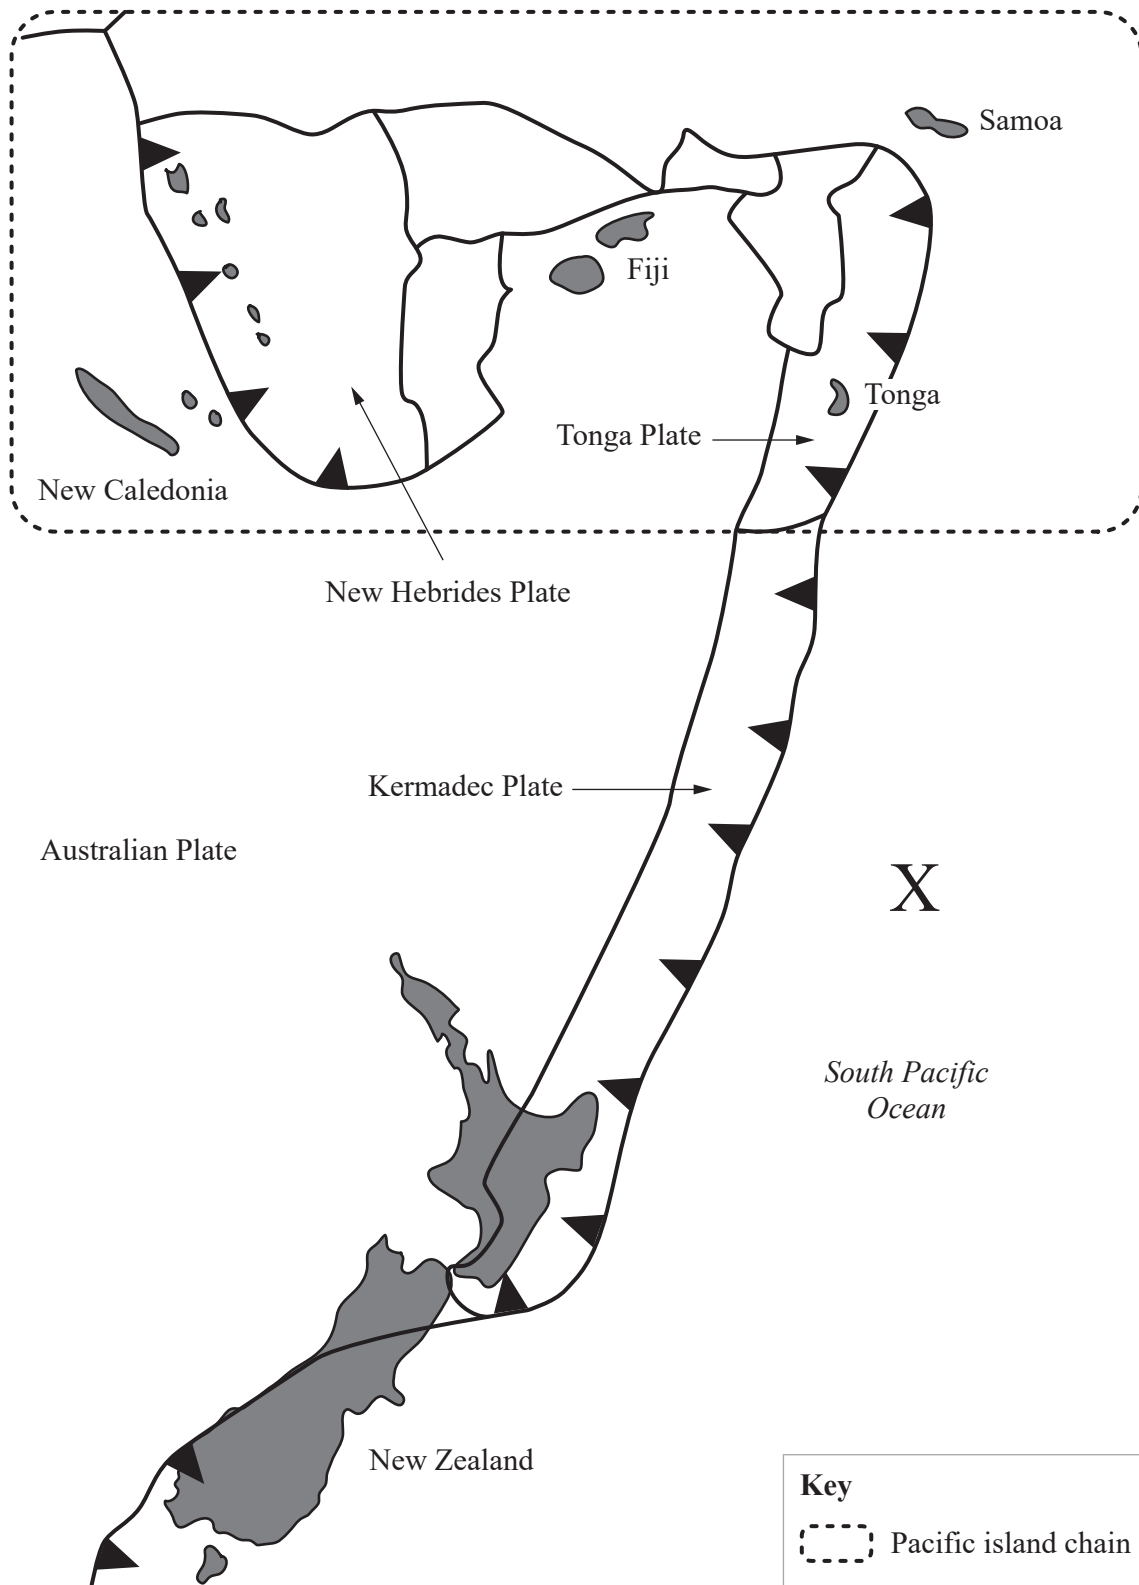 Samoa
Fiji
Tonga
Tonga Plate
New Caledonia
New Hebrides Plate
Kermadec Plate
Australian Plate
X
South Pacific
Ocean
New Zealand
Key
Pacific island chain